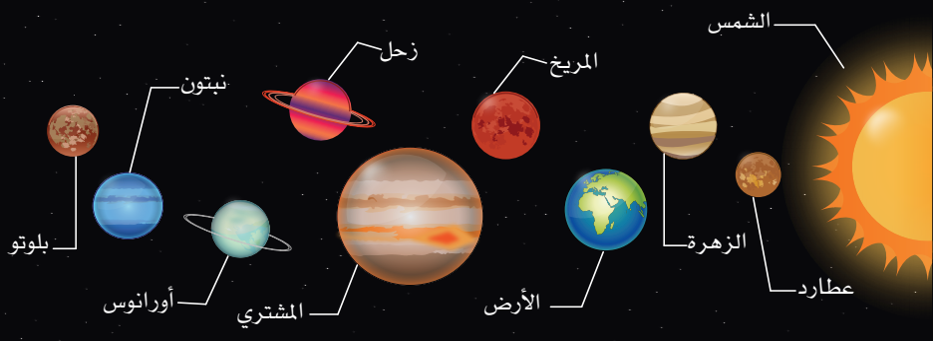 الشمس
عطارد
الزهرة
الأرض
المريخ
المشتري
زحل
أورانوس
نبتون
بلوتو